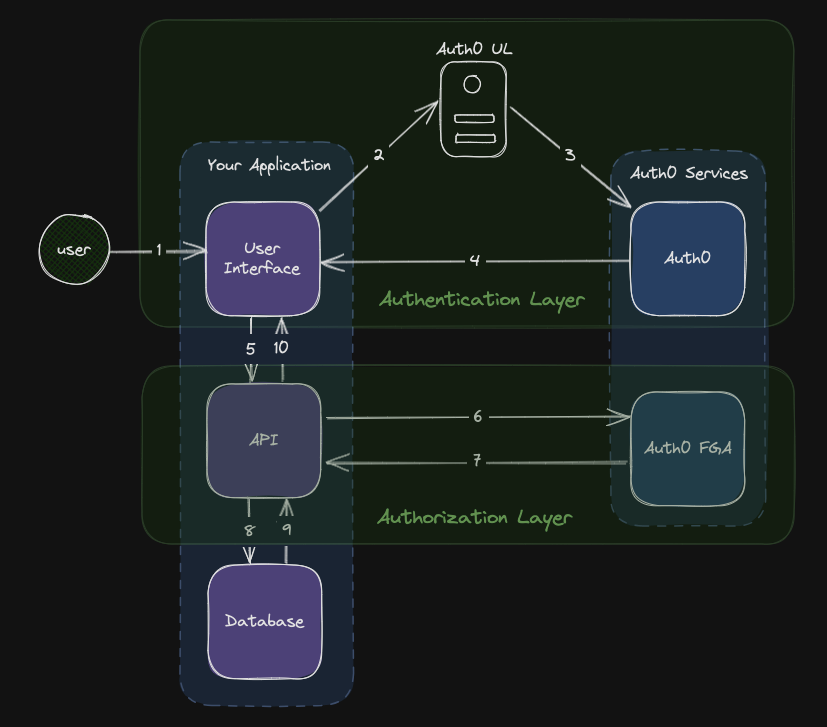 Auth0 UL
2
3
Your Application
Auth0 Services
user
1
User
Interface
Auth0
4
Authentication Layer
5
10
API
6
Auth0 FGA
7
Authorization Layer
8
9
Database